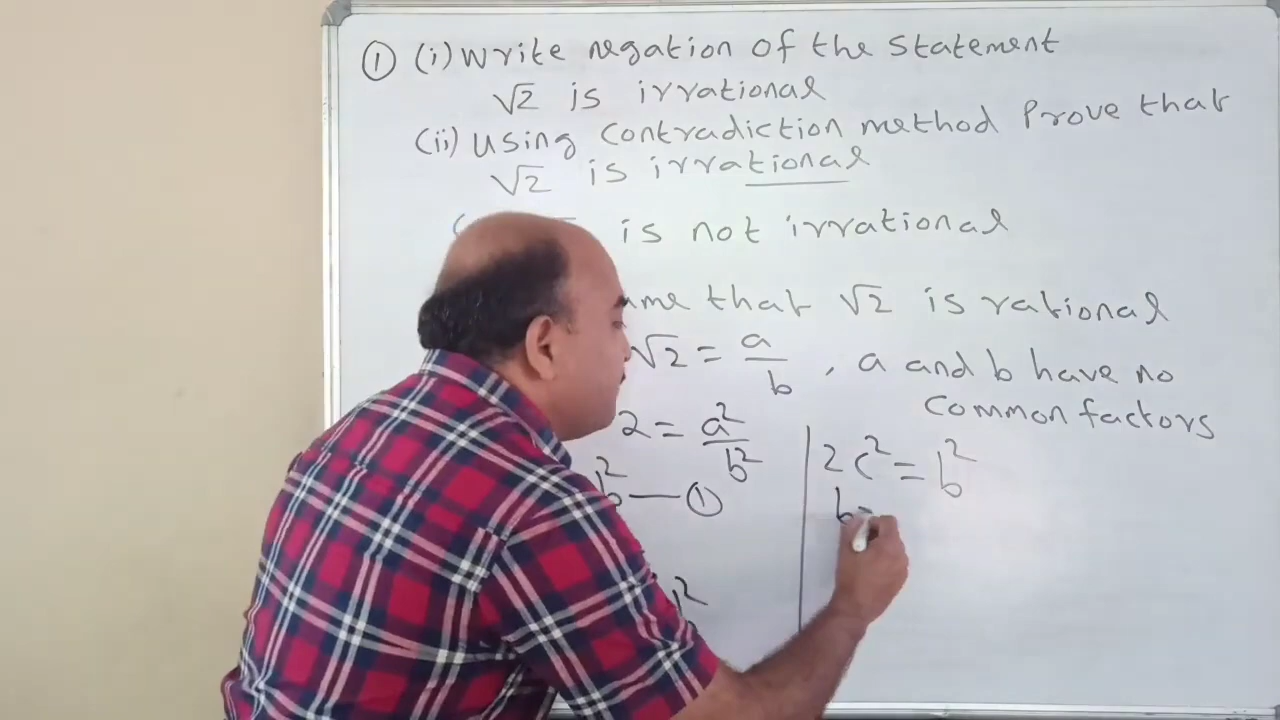 ① (i) Write negation of the Statement
√2 is irrational
(ii) Using Contradiction method Prove that
√2 is irrational
( is not irrational
that √2 is rational
√2 = a/b , a and b have no
Common factors
2 = a²/b²
b² — ①
2c² = b²